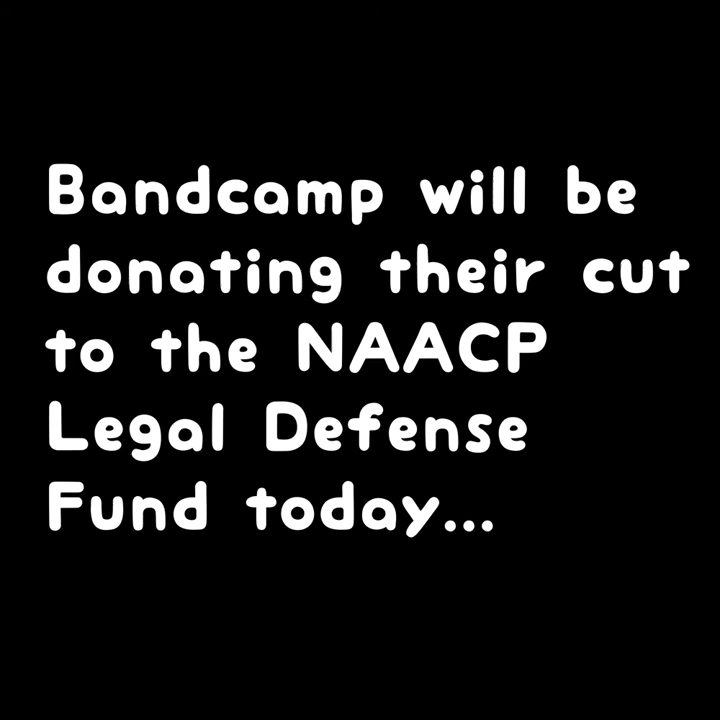 Bandcamp will be
donating their cut
to the NAACP
Legal Defense
Fund today...